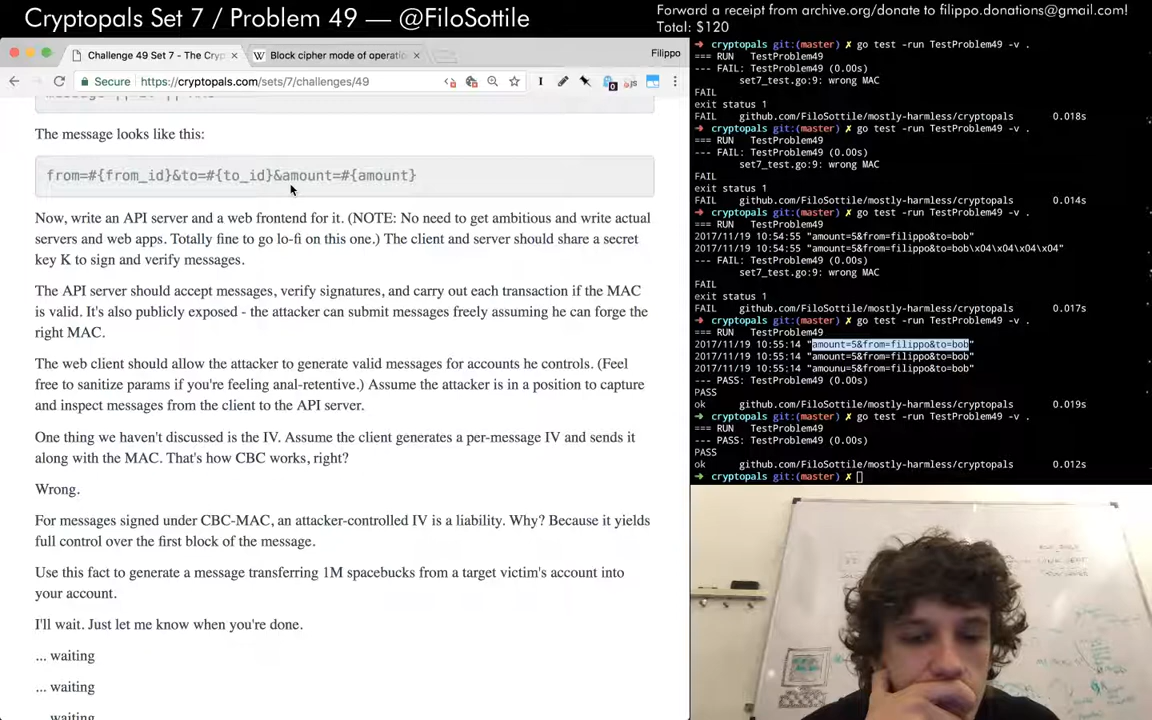 Cryptopals Set 7 / Problem 49 — @FiloSottile
Forward a receipt from archive.org/donate to filippo.donations@gmail.com!
Total: $120
Challenge 49 Set 7 - The Cryp
Block cipher mode of operatio
Filippo
Secure https://cryptopals.com/sets/7/challenges/49
The message looks like this:
from=#{from_id}&to=#{to_id}&amount=#{amount}
Now, write an API server and a web frontend for it. (NOTE: No need to get ambitious and write actual
servers and web apps. Totally fine to go lo-fi on this one.) The client and server should share a secret
key K to sign and verify messages.
The API server should accept messages, verify signatures, and carry out each transaction if the MAC
is valid. It's also publicly exposed - the attacker can submit messages freely assuming he can forge the
right MAC.
The web client should allow the attacker to generate valid messages for accounts he controls. (Feel
free to sanitize params if you're feeling anal-retentive.) Assume the attacker is in a position to capture
and inspect messages from the client to the API server.
One thing we haven't discussed is the IV. Assume the client generates a per-message IV and sends it
along with the MAC. That's how CBC works, right?
Wrong.
For messages signed under CBC-MAC, an attacker-controlled IV is a liability. Why? Because it yields
full control over the first block of the message.
Use this fact to generate a message transferring 1M spacebucks from a target victim's account into
your account.
I'll wait. Just let me know when you're done.
... waiting
... waiting
... waiting
➜ cryptopals git:(master) ✗ go test -run TestProblem49 -v .
=== RUN TestProblem49
--- FAIL: TestProblem49 (0.00s)
set7_test.go:9: wrong MAC
FAIL
exit status 1
FAIL github.com/FiloSottile/mostly-harmless/cryptopals 0.018s
➜ cryptopals git:(master) ✗ go test -run TestProblem49 -v .
=== RUN TestProblem49
--- FAIL: TestProblem49 (0.00s)
set7_test.go:9: wrong MAC
FAIL
exit status 1
FAIL github.com/FiloSottile/mostly-harmless/cryptopals 0.014s
➜ cryptopals git:(master) ✗ go test -run TestProblem49 -v .
=== RUN TestProblem49
2017/11/19 10:54:55 "amount=5&from=filippo&to=bob"
2017/11/19 10:54:55 "amount=5&from=filippo&to=bob\x04\x04\x04\x04"
--- FAIL: TestProblem49 (0.00s)
set7_test.go:9: wrong MAC
FAIL
exit status 1
FAIL github.com/FiloSottile/mostly-harmless/cryptopals 0.017s
➜ cryptopals git:(master) ✗ go test -run TestProblem49 -v .
=== RUN TestProblem49
2017/11/19 10:55:14 "amount=5&from=filippo&to=bob"
2017/11/19 10:55:14 "amount=5&from=filippo&to=bob"
2017/11/19 10:55:14 "amounu=5&from=filippo&to=bob"
--- PASS: TestProblem49 (0.00s)
PASS
ok github.com/FiloSottile/mostly-harmless/cryptopals 0.019s
➜ cryptopals git:(master) ✗ go test -run TestProblem49 -v .
=== RUN TestProblem49
--- PASS: TestProblem49 (0.00s)
PASS
ok github.com/FiloSottile/mostly-harmless/cryptopals 0.012s
➜ cryptopals git:(master) ✗